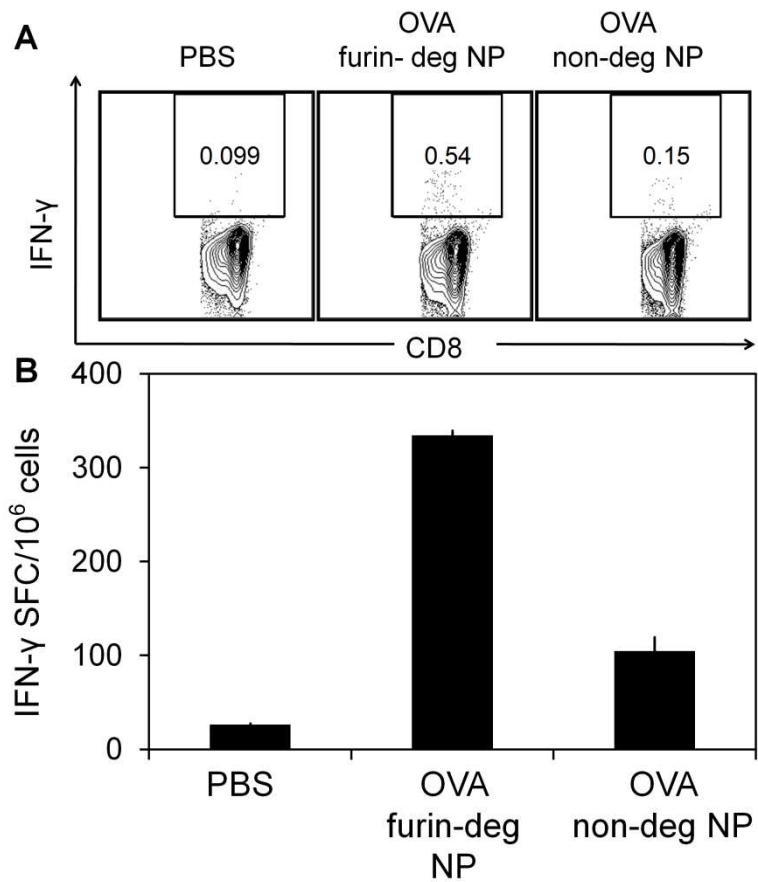 A
PBS
OVA
furin- deg NP
OVA
non-deg NP
0.099
0.54
0.15
IFN-γ
CD8
B
400
300
200
100
0
IFN-γ SFC/10⁶ cells
PBS
OVA
furin-deg
NP
OVA
non-deg NP